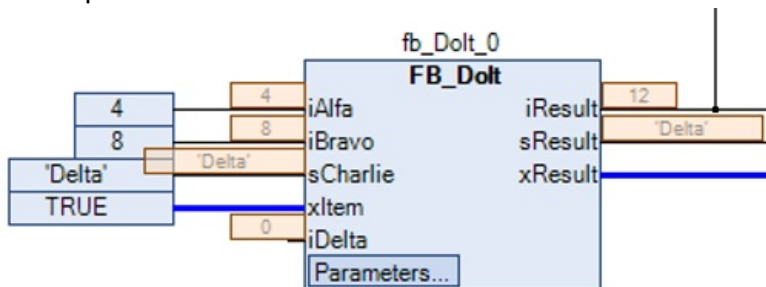 fb_DoIt_0
FB_DoIt
4 4 iAlfa iResult 12
8 8 iBravo sResult 'Delta'
'Delta' 'Delta' sCharlie xResult
TRUE xItem
0 iDelta
Parameters...